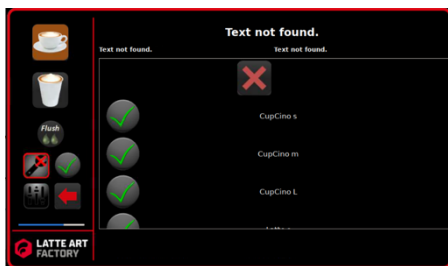 Text not found.
Text not found. Text not found.
CupCino s
Flush
CupCino m
CupCino L
LATTE ART
FACTORY